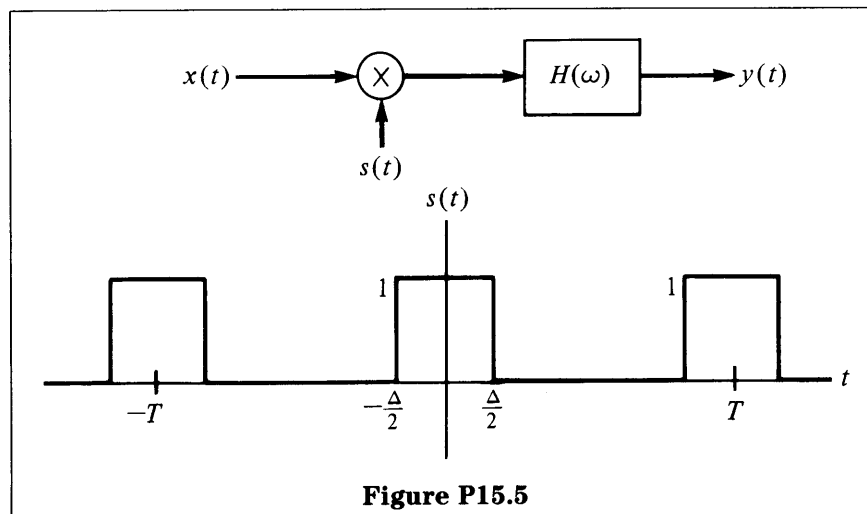 x(t) × H(ω) y(t)
s(t)
s(t)
1 1
−T −Δ/2 Δ/2 T t
Figure P15.5